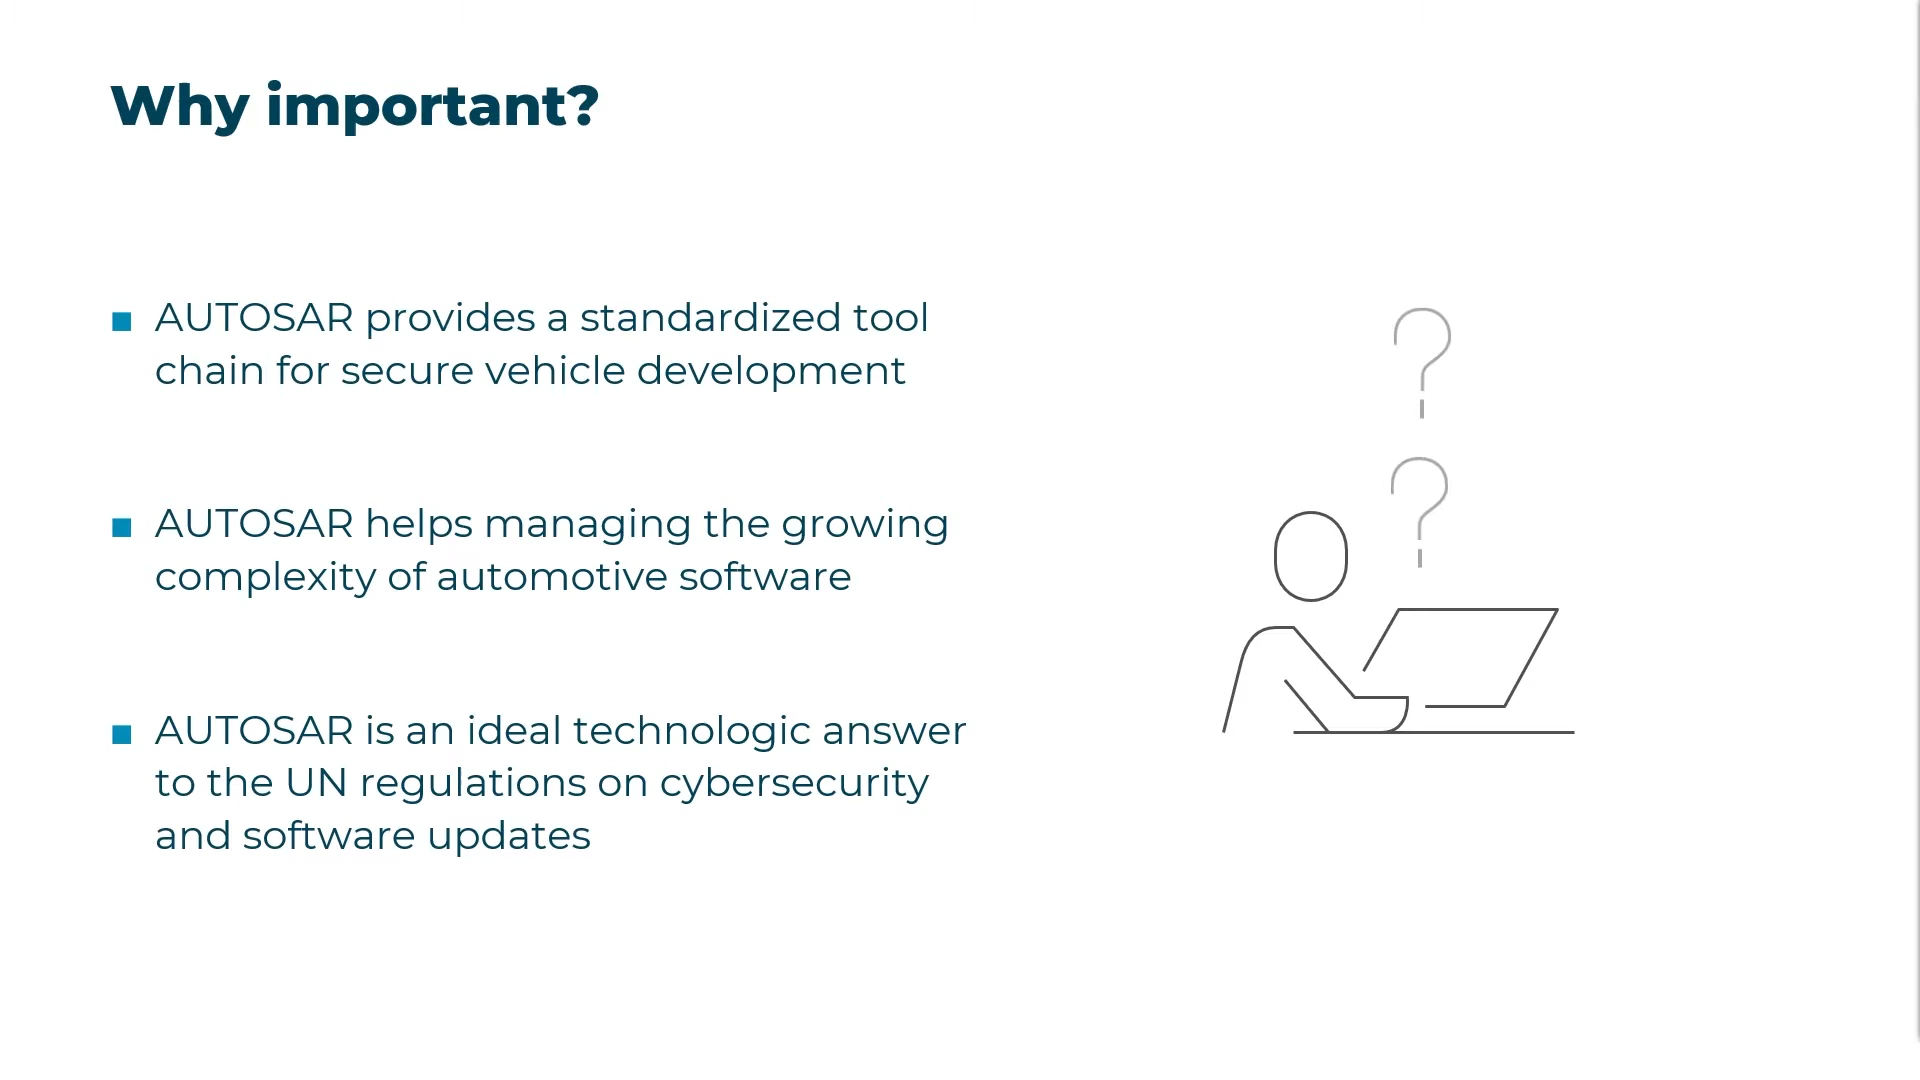 Why important?
■ AUTOSAR provides a standardized tool
chain for secure vehicle development
■ AUTOSAR helps managing the growing
complexity of automotive software
■ AUTOSAR is an ideal technologic answer
to the UN regulations on cybersecurity
and software updates